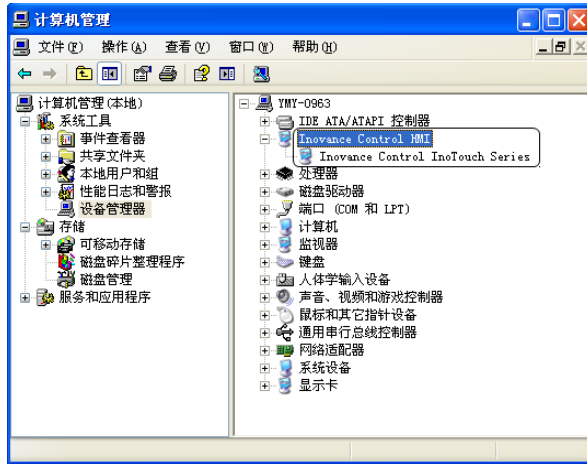 计算机管理
文件(F) 操作(A) 查看(V) 窗口(W) 帮助(H)
计算机管理(本地)
系统工具
事件查看器
共享文件夹
本地用户和组
性能日志和警报
设备管理器
存储
可移动存储
磁盘碎片整理程序
磁盘管理
服务和应用程序
YMY-0963
IDE ATA/ATAPI 控制器
Inovance Control HMI
Inovance Control InoTouch Series
处理器
磁盘驱动器
端口 (COM 和 LPT)
计算机
监视器
键盘
人体学输入设备
声音、视频和游戏控制器
鼠标和其它指针设备
通用串行总线控制器
网络适配器
系统设备
显示卡